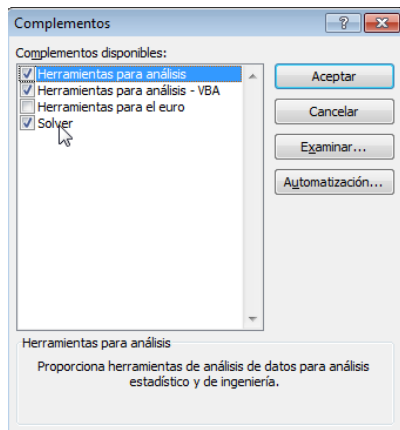 Complementos
Complementos disponibles:
Herramientas para análisis
Herramientas para análisis - VBA
Herramientas para el euro
Solver
Aceptar
Cancelar
Examinar...
Automatización...
Herramientas para análisis
Proporciona herramientas de análisis de datos para análisis
estadístico y de ingeniería.